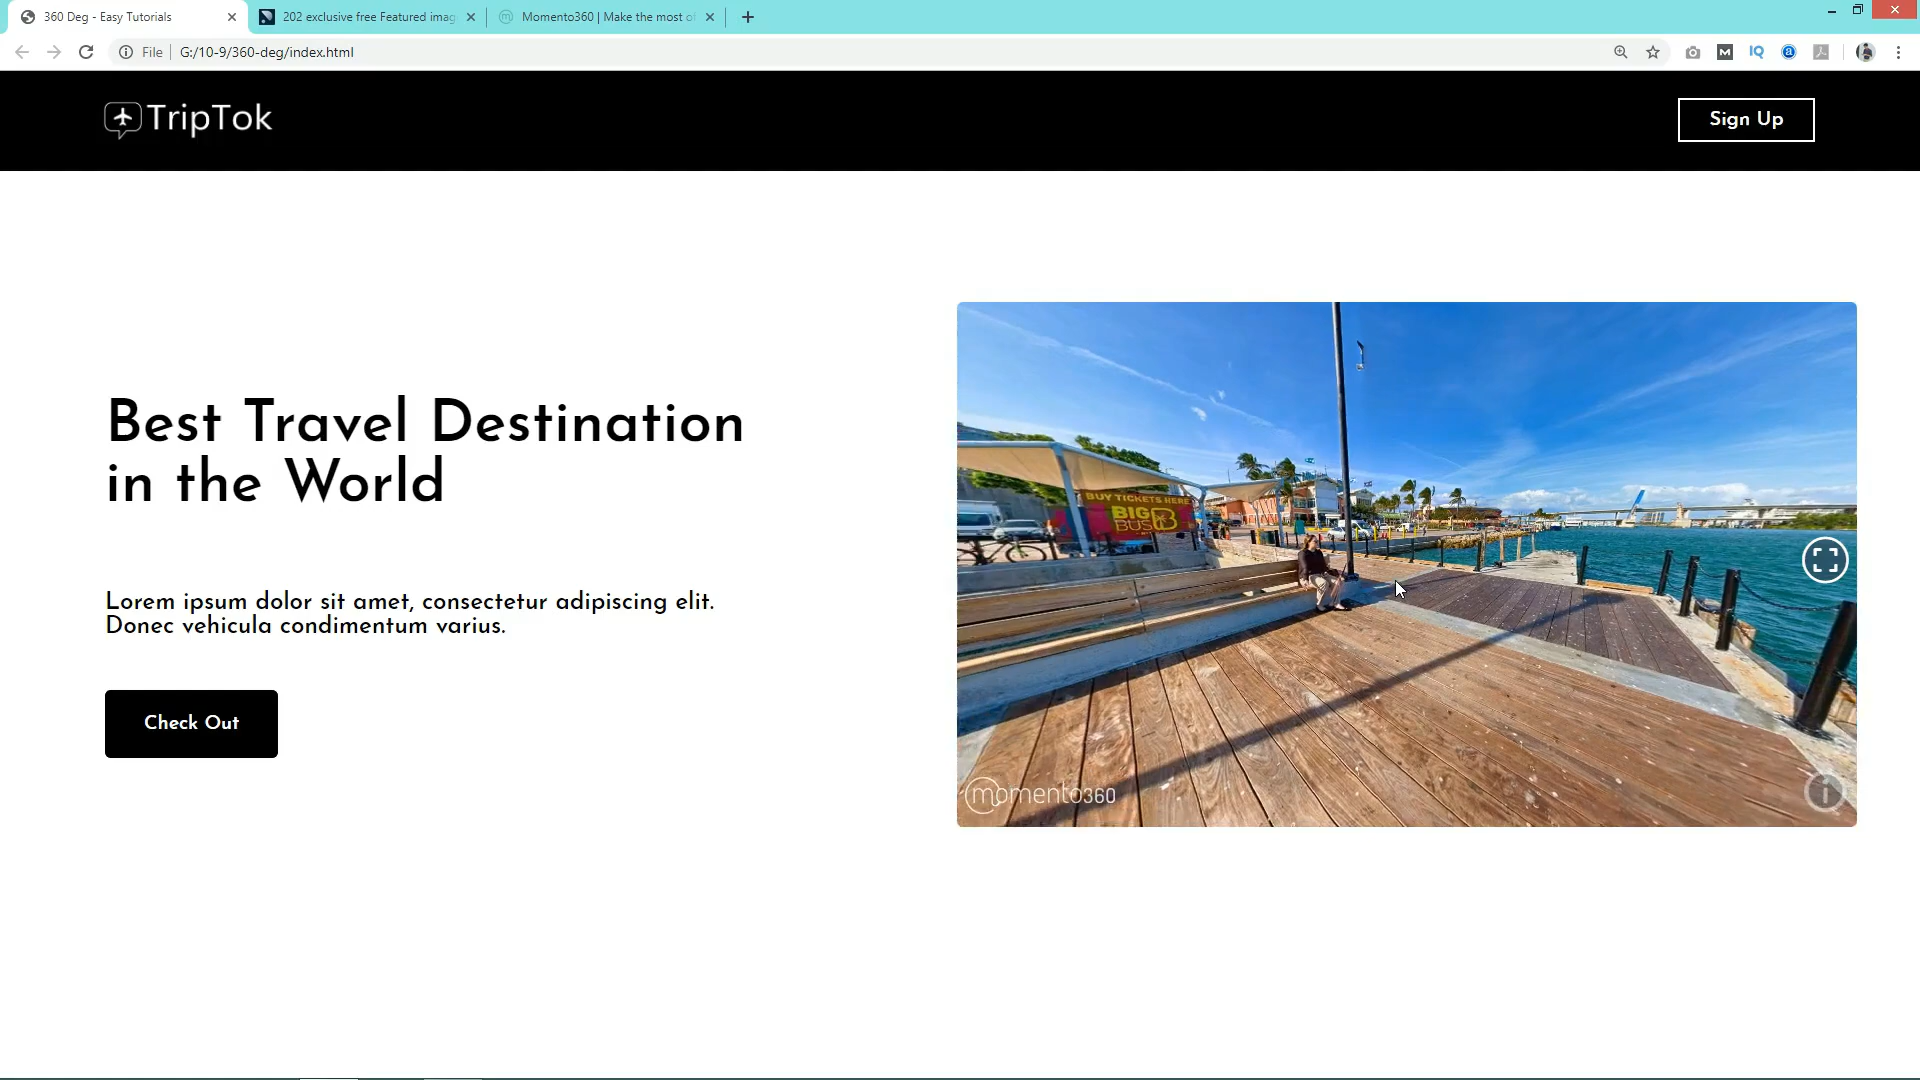 360 Deg - Easy Tutorials
202 exclusive free Featured imag
Momento360 | Make the most o
File
G:/10-9/360-deg/index.html
M
IQ
a
TripTok
Sign Up
Best Travel Destination
in the World
BUY TICKETS HERE
BIG
BUS
Lorem ipsum dolor sit amet, consectetur adipiscing elit.
Donec vehicula condimentum varius.
Check Out
momento360
i